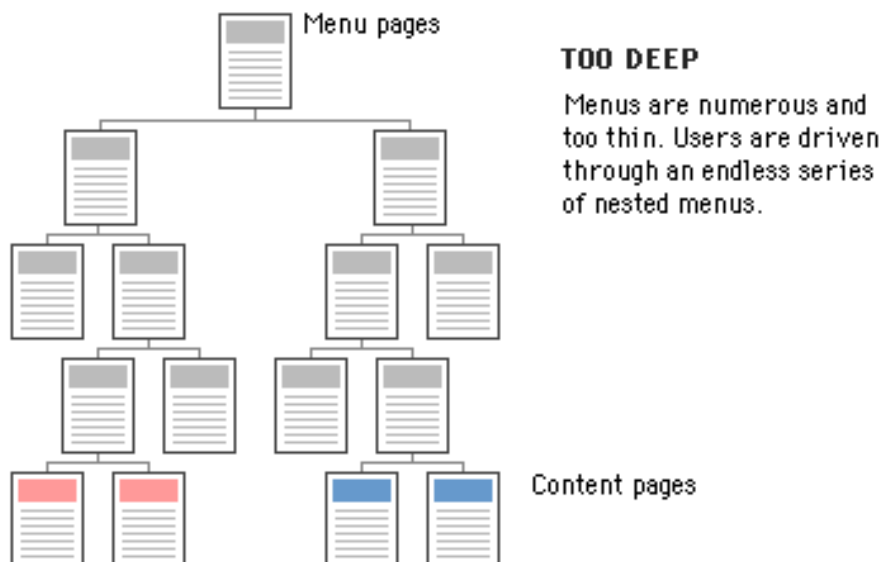 Menu pages
TOO DEEP
Menus are numerous and
too thin. Users are driven
through an endless series
of nested menus.
Content pages